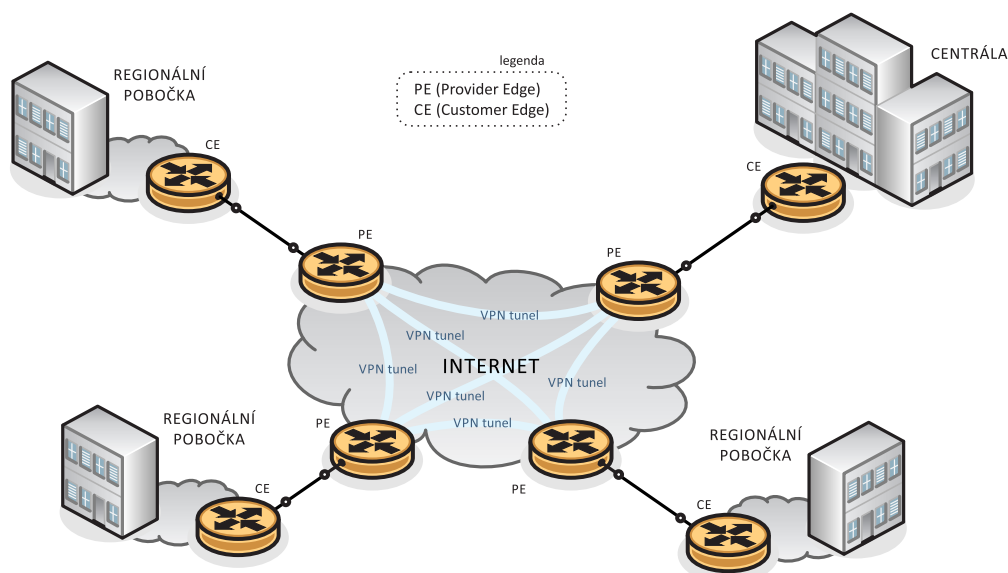 legenda
PE (Provider Edge)
CE (Customer Edge)
REGIONÁLNÍ
POBOČKA
CENTRÁLA
CE
CE
PE
PE
VPN tunel
VPN tunel
INTERNET
VPN tunel
VPN tunel
VPN tunel
VPN tunel
REGIONÁLNÍ
POBOČKA
PE
REGIONÁLNÍ
POBOČKA
CE
PE
CE